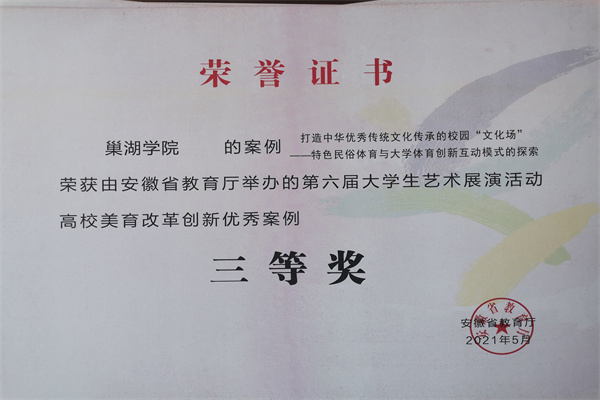 荣誉证书
巢湖学院 的案例 打造中华优秀传统文化传承的校园“文化场”
——特色民俗体育与大学体育创新互动模式的探索
荣获由安徽省教育厅举办的第六届大学生艺术展演活动
高校美育改革创新优秀案例
三等奖
安徽省教育厅
2021年5月
安徽省教育厅